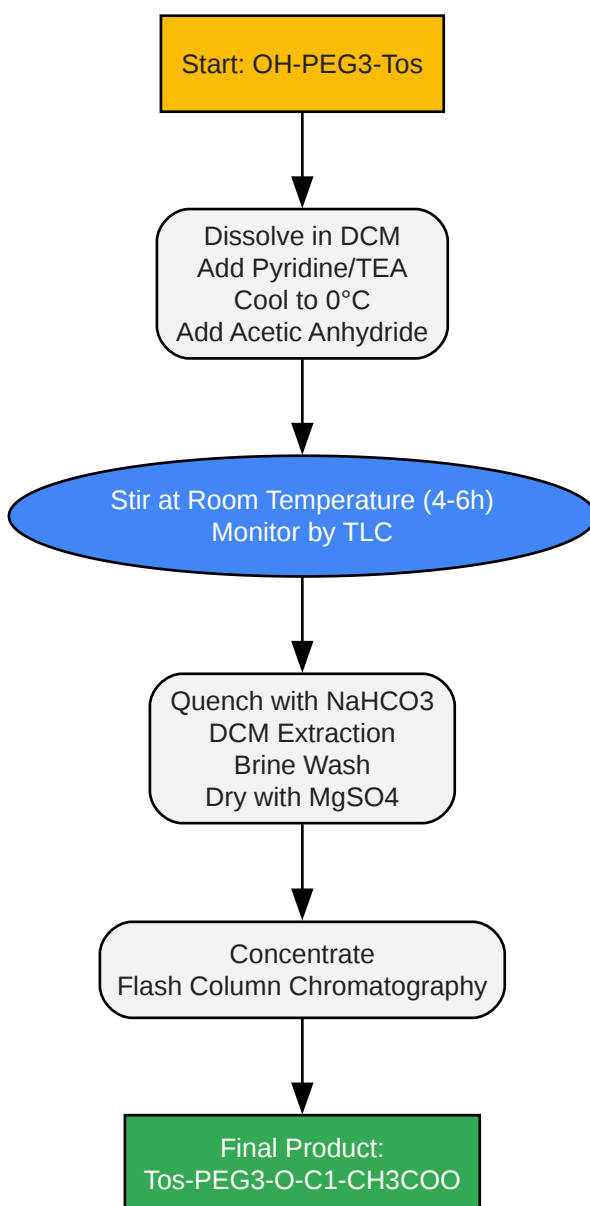 Start: OH-PEG3-Tos
Dissolve in DCM
Add Pyridine/TEA
Cool to 0°C
Add Acetic Anhydride
Stir at Room Temperature (4-6h)
Monitor by TLC
Quench with NaHCO3
DCM Extraction
Brine Wash
Dry with MgSO4
Concentrate
Flash Column Chromatography
Final Product:
Tos-PEG3-O-C1-CH3COO